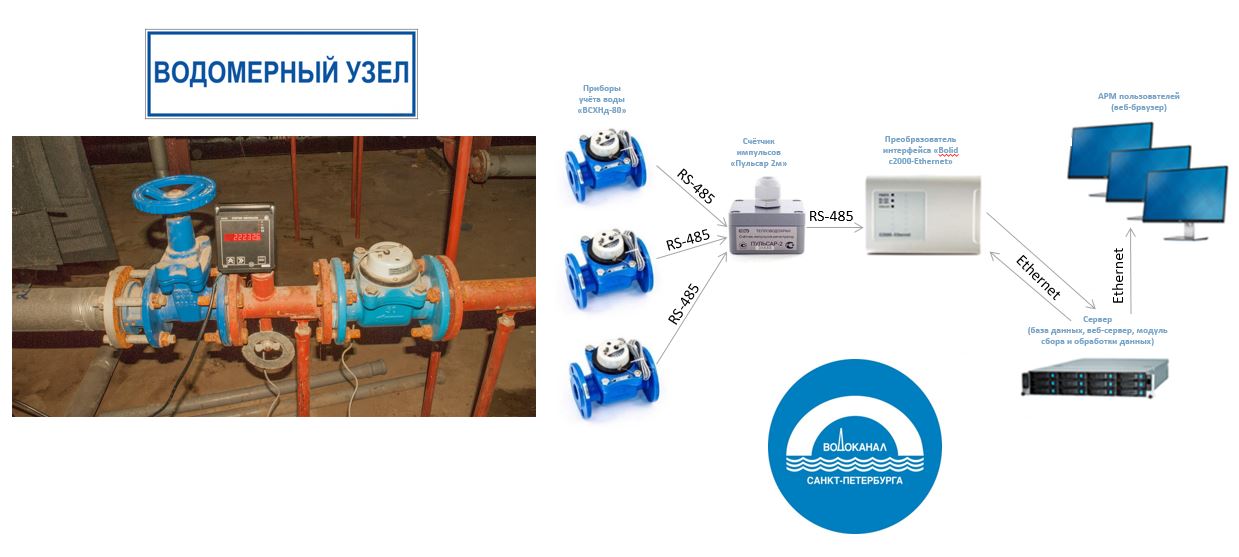 ВОДОМЕРНЫЙ УЗЕЛ
222326
Приборы
учёта воды
«ВСХНд-80»
RS-485
RS-485
RS-485
Счётчик
импульсов
«Пульсар 2м»
ТЕПЛОВОДОХРАН
Счётчик импульсов-регистратор
ПУЛЬСАР-2
RS-485
Преобразователь
интерфейса «Bolid
с2000-Ethernet»
С2000-Ethernet
Ethernet
Ethernet
АРМ пользователей
(веб-браузер)
Сервер
(база данных, веб-сервер, модуль
сбора и обработки данных)
ВОДОКАНАЛ
САНКТ-ПЕТЕРБУРГА